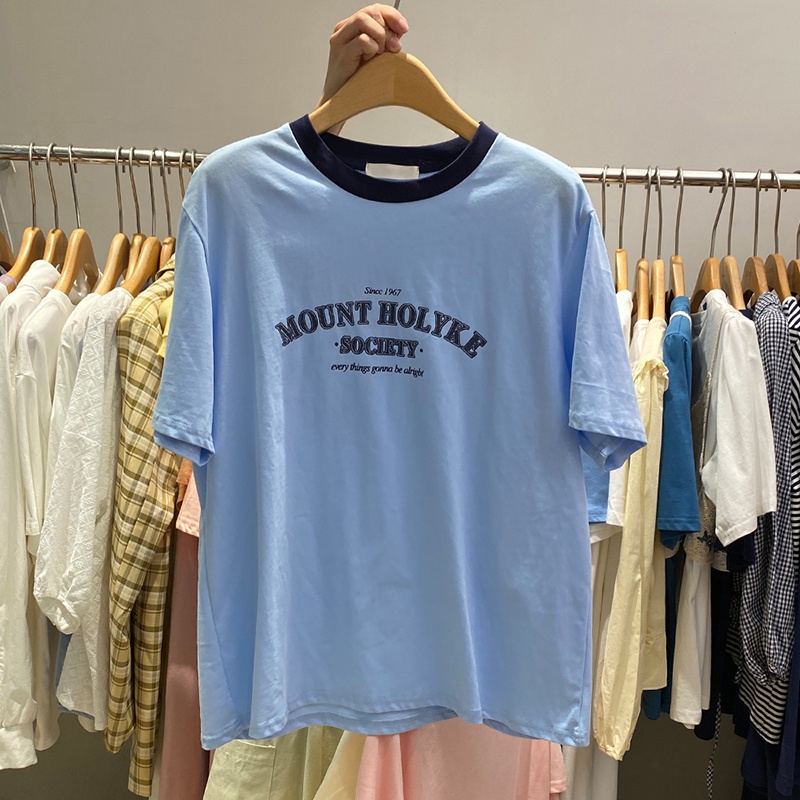 Since 1967
MOUNT HOLYKE
·SOCIETY·
every things gonna be alright